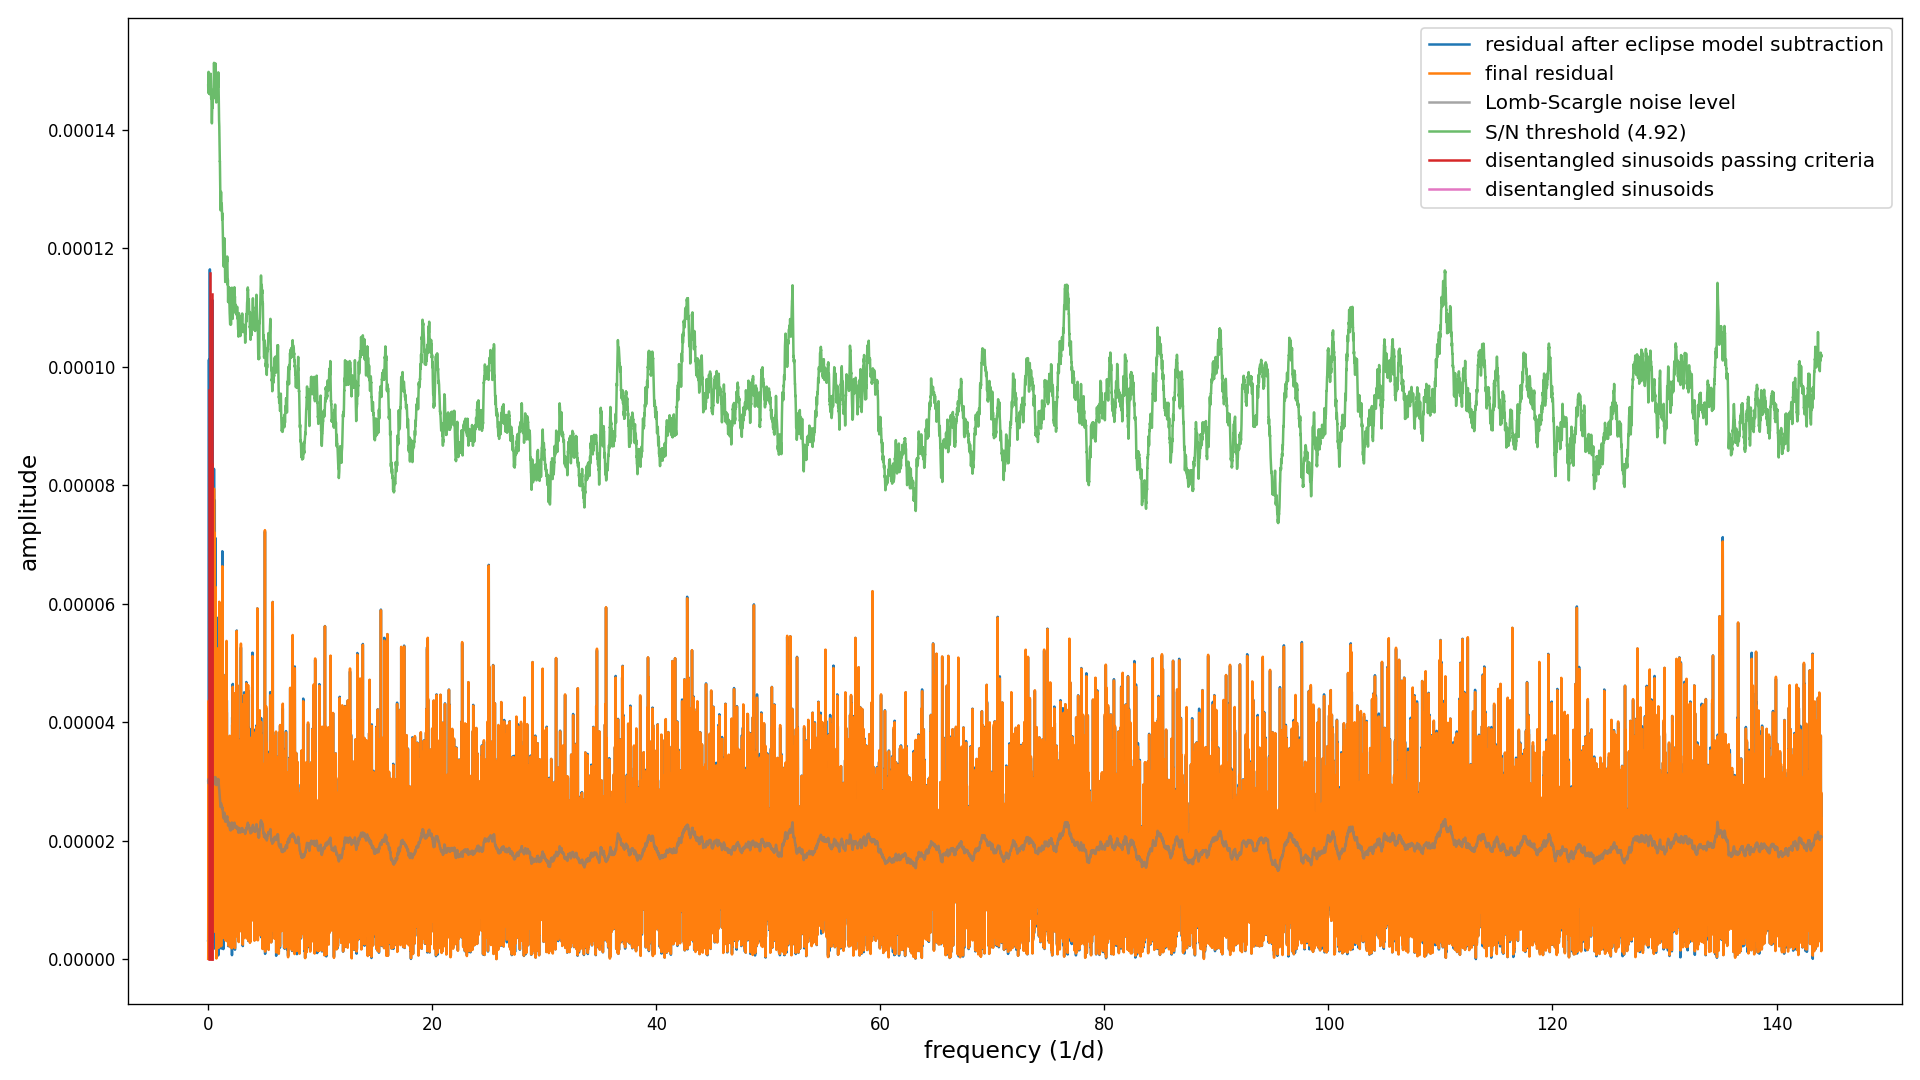 residual after eclipse model subtraction
final residual
Lomb-Scargle noise level
S/N threshold (4.92)
disentangled sinusoids passing criteria
disentangled sinusoids
amplitude
0.00014
0.00012
0.00010
0.00008
0.00006
0.00004
0.00002
0.00000
0 20 40 60 80 100 120 140
frequency (1/d)